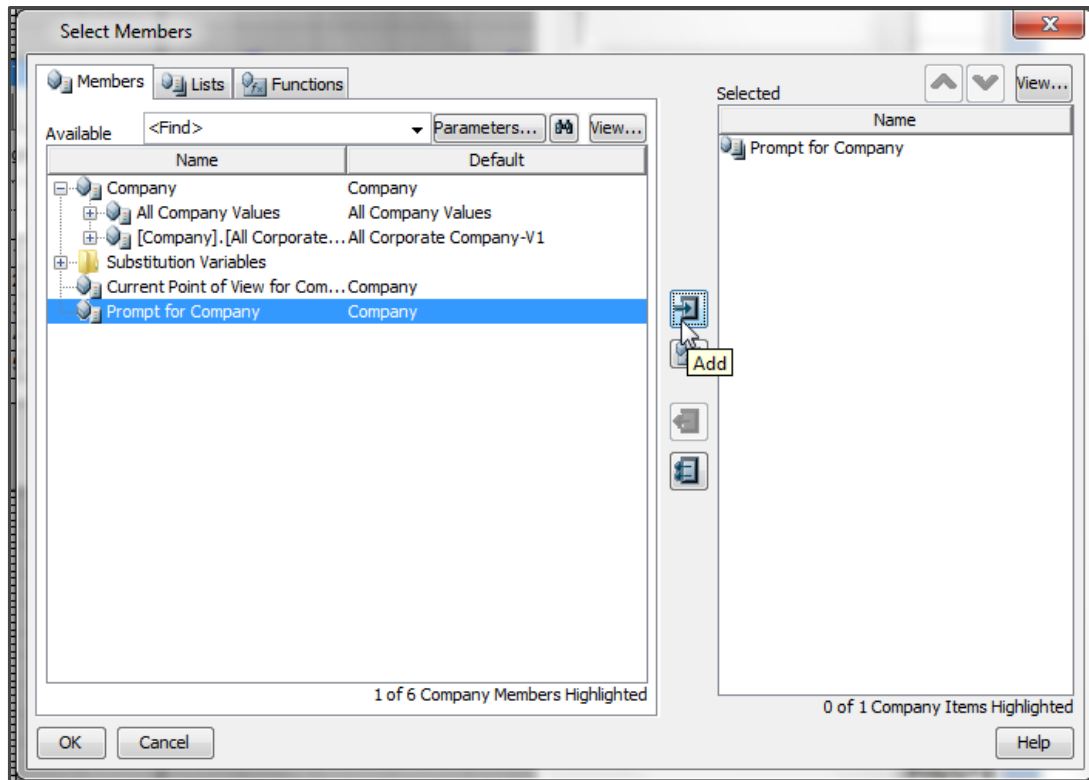 Select Members
Members Lists Functions
Selected View...
Available <Find> Parameters... View...
Name Default
Name
Company Company
All Company Values All Company Values
[Company].[All Corporate... All Corporate Company-V1
Substitution Variables
Current Point of View for Com... Company
Prompt for Company Company
Prompt for Company
Add
1 of 6 Company Members Highlighted
0 of 1 Company Items Highlighted
OK Cancel Help